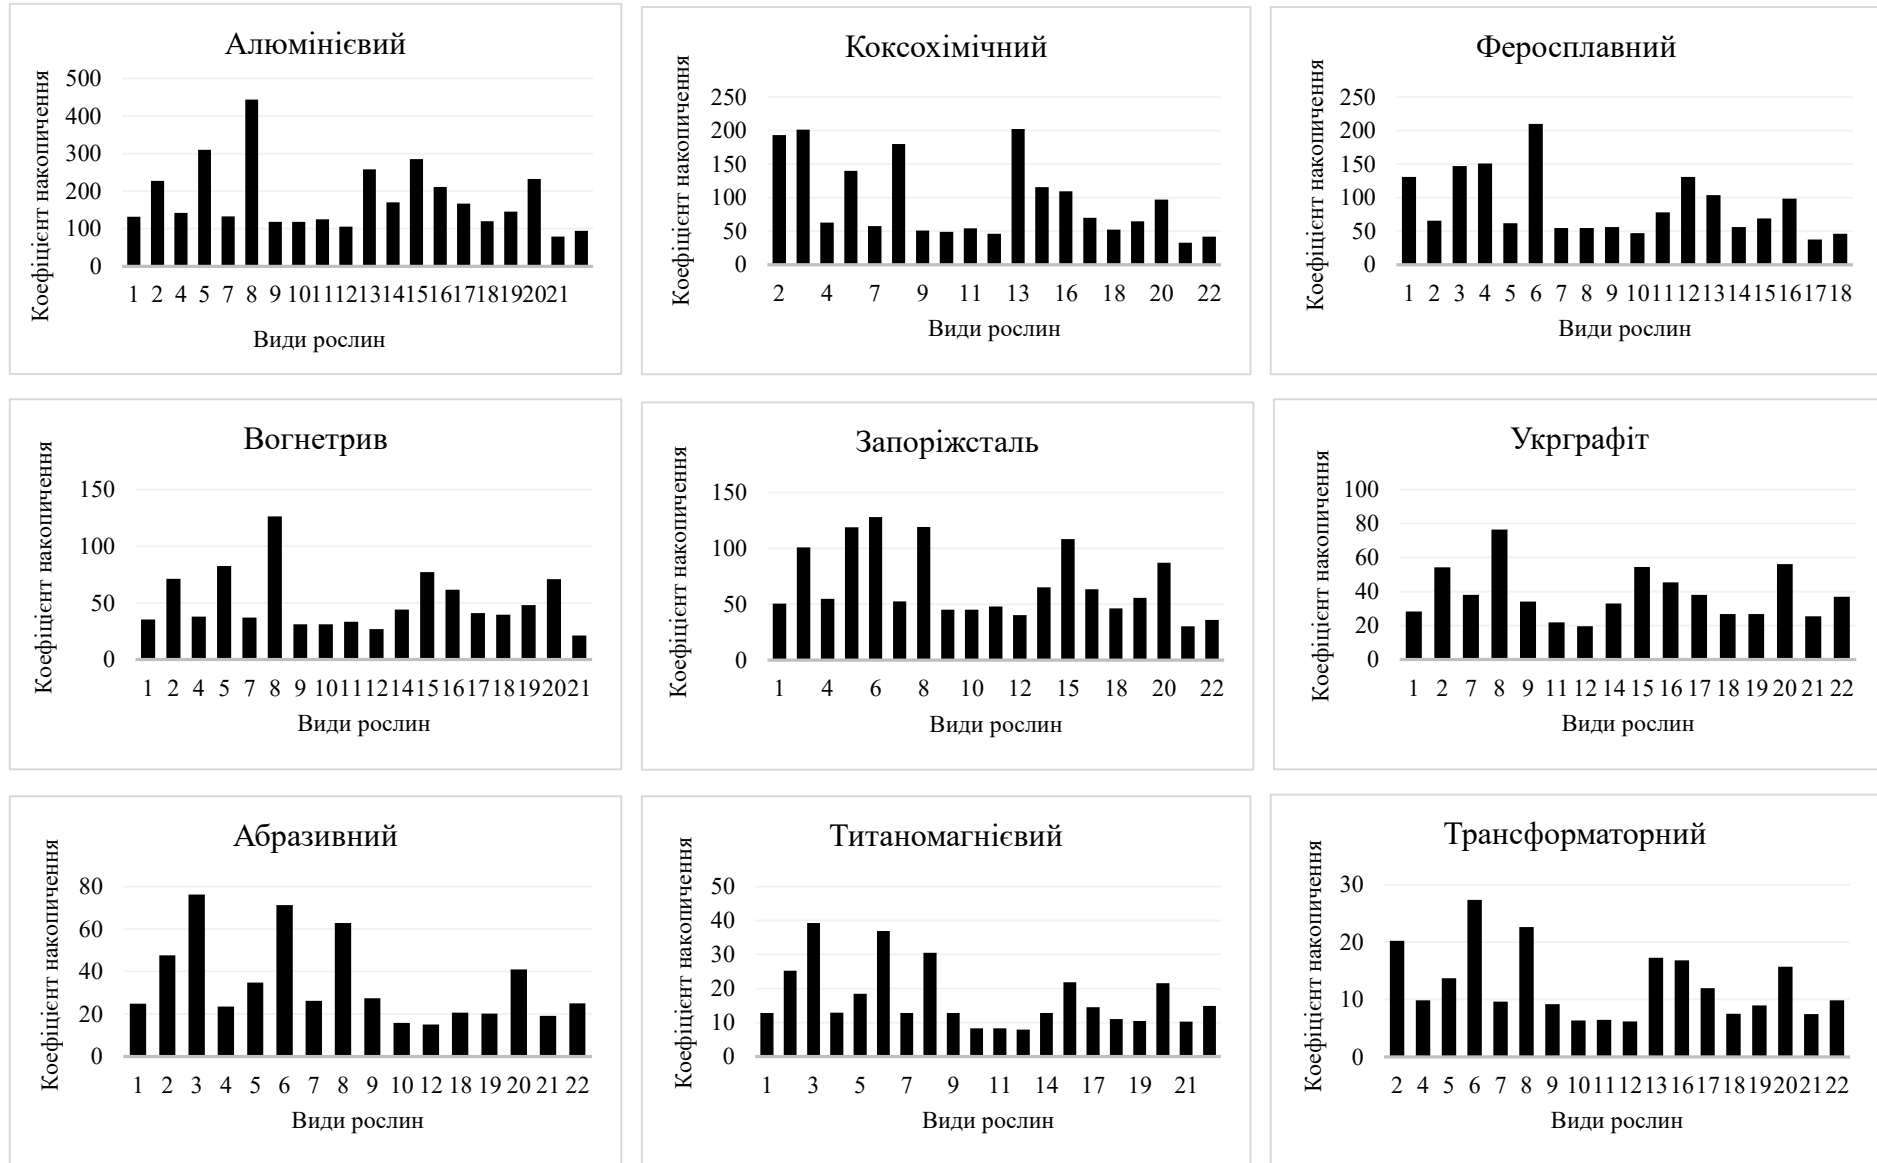 Алюмінієвий
Коефіцієнт накопичення
500
400
300
200
100
0
1 2 4 5 7 8 9 10 11 12 13 14 15 16 17 18 19 20 21
Види рослин
Коксохімічний
Коефіцієнт накопичення
250
200
150
100
50
0
2 4 7 9 11 13 16 18 20 22
Види рослин
Феросплавний
Коефіцієнт накопичення
250
200
150
100
50
0
1 2 3 4 5 6 7 8 9 10 11 12 13 14 15 16 17 18
Види рослин
Вогнетрив
Коефіцієнт накопичення
150
100
50
0
1 2 4 5 7 8 9 10 11 12 14 15 16 17 18 19 20 21
Види рослин
Запоріжсталь
Коефіцієнт накопичення
150
100
50
0
1 4 6 8 10 12 15 18 20 22
Види рослин
Укрграфіт
Коефіцієнт накопичення
100
80
60
40
20
0
1 2 7 8 9 11 12 14 15 16 17 18 19 20 21 22
Види рослин
Абразивний
Коефіцієнт накопичення
80
60
40
20
0
1 2 3 4 5 6 7 8 9 10 12 18 19 20 21 22
Види рослин
Титаномагнієвий
Коефіцієнт накопичення
50
40
30
20
10
0
1 3 5 7 9 11 14 17 19 21
Види рослин
Трансформаторний
Коефіцієнт накопичення
30
20
10
0
2 4 5 6 7 8 9 10 11 12 13 16 17 18 19 20 21 22
Види рослин